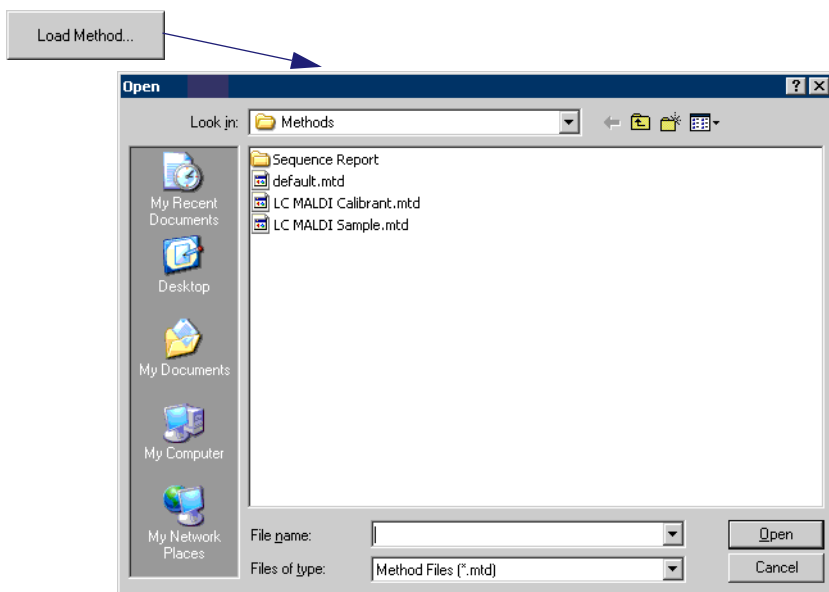 Load Method...
Open
Look in:
Methods
My Recent
Documents
Desktop
My Documents
My Computer
My Network
Places
Sequence Report
default.mtd
LC MALDI Calibrant.mtd
LC MALDI Sample.mtd
File name:
Open
Files of type:
Method Files (*.mtd)
Cancel